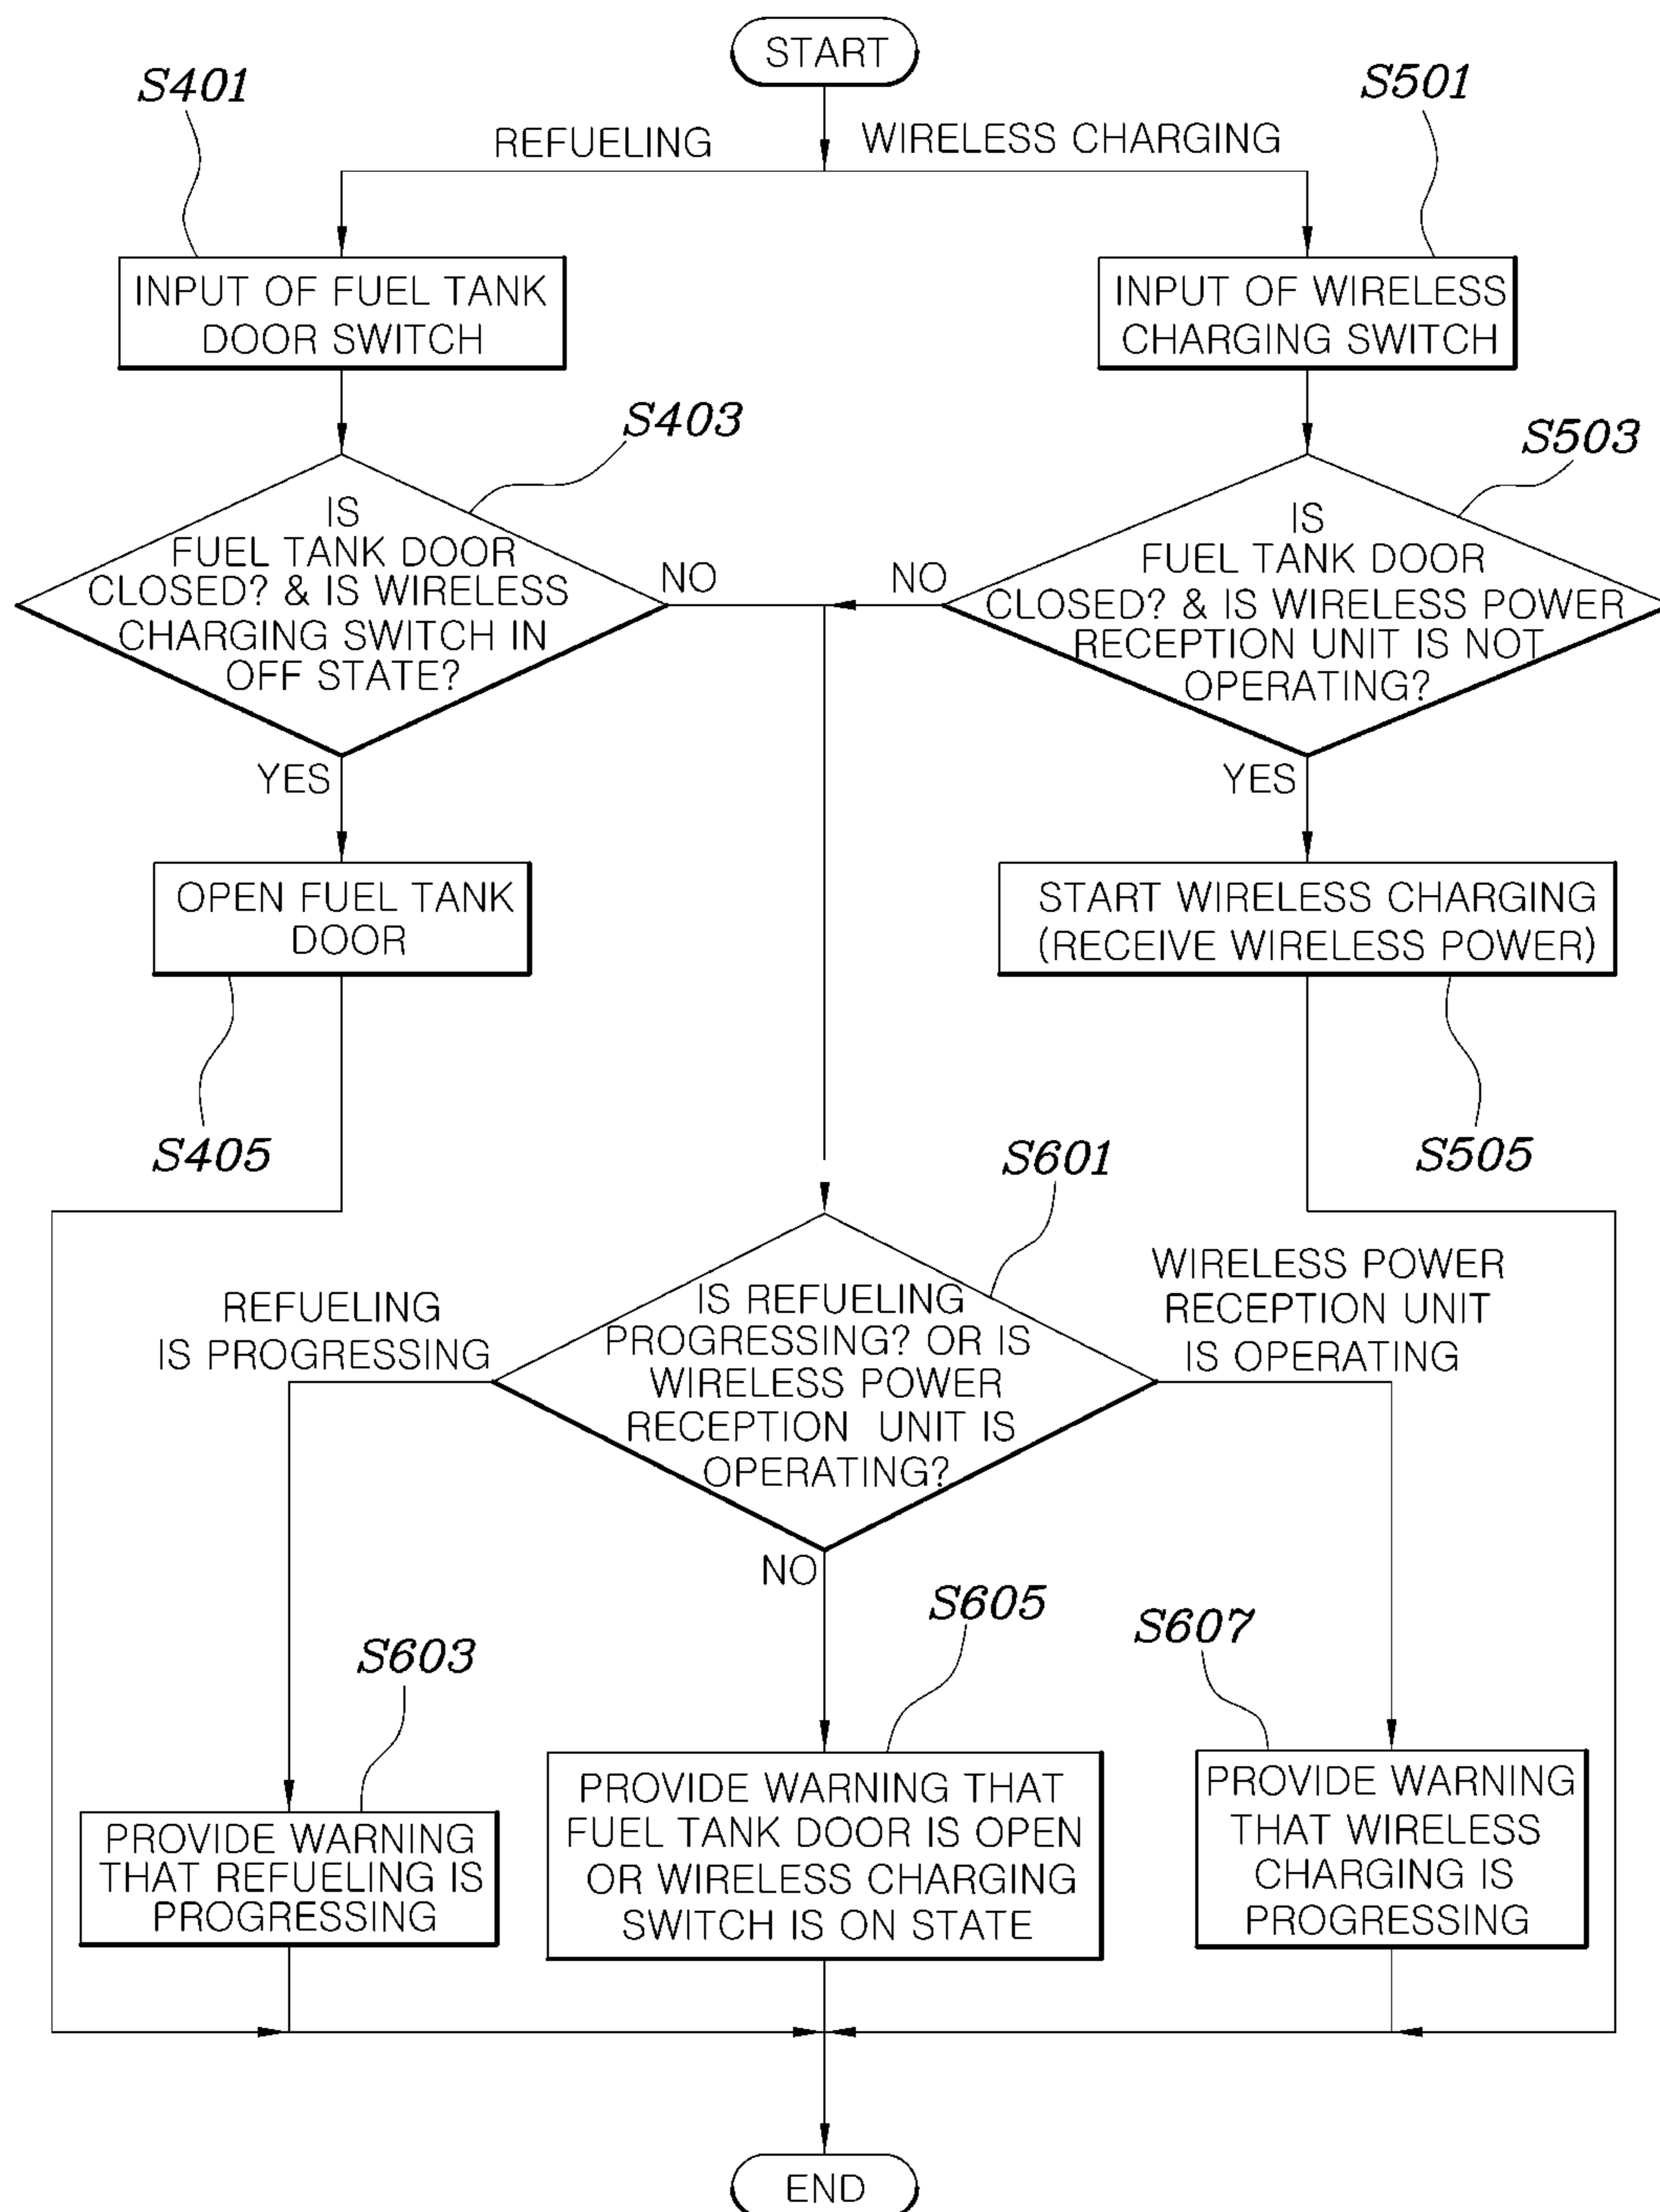 START
S401
S501
REFUELING
WIRELESS CHARGING
INPUT OF FUEL TANK
DOOR SWITCH
INPUT OF WIRELESS
CHARGING SWITCH
S403
S503
IS
FUEL TANK DOOR
CLOSED? & IS WIRELESS
CHARGING SWITCH IN
OFF STATE?
NO
NO
IS
FUEL TANK DOOR
CLOSED? & IS WIRELESS POWER
RECEPTION UNIT IS NOT
OPERATING?
YES
YES
OPEN FUEL TANK
DOOR
START WIRELESS CHARGING
(RECEIVE WIRELESS POWER)
S405
S505
S601
REFUELING
IS PROGRESSING
IS REFUELING
PROGRESSING? OR IS
WIRELESS POWER
RECEPTION UNIT IS
OPERATING?
WIRELESS POWER
RECEPTION UNIT
IS OPERATING
NO
S603
S605
S607
PROVIDE WARNING
THAT REFUELING IS
PROGRESSING
PROVIDE WARNING THAT
FUEL TANK DOOR IS OPEN
OR WIRELESS CHARGING
SWITCH IS ON STATE
PROVIDE WARNING
THAT WIRELESS
CHARGING IS
PROGRESSING
END